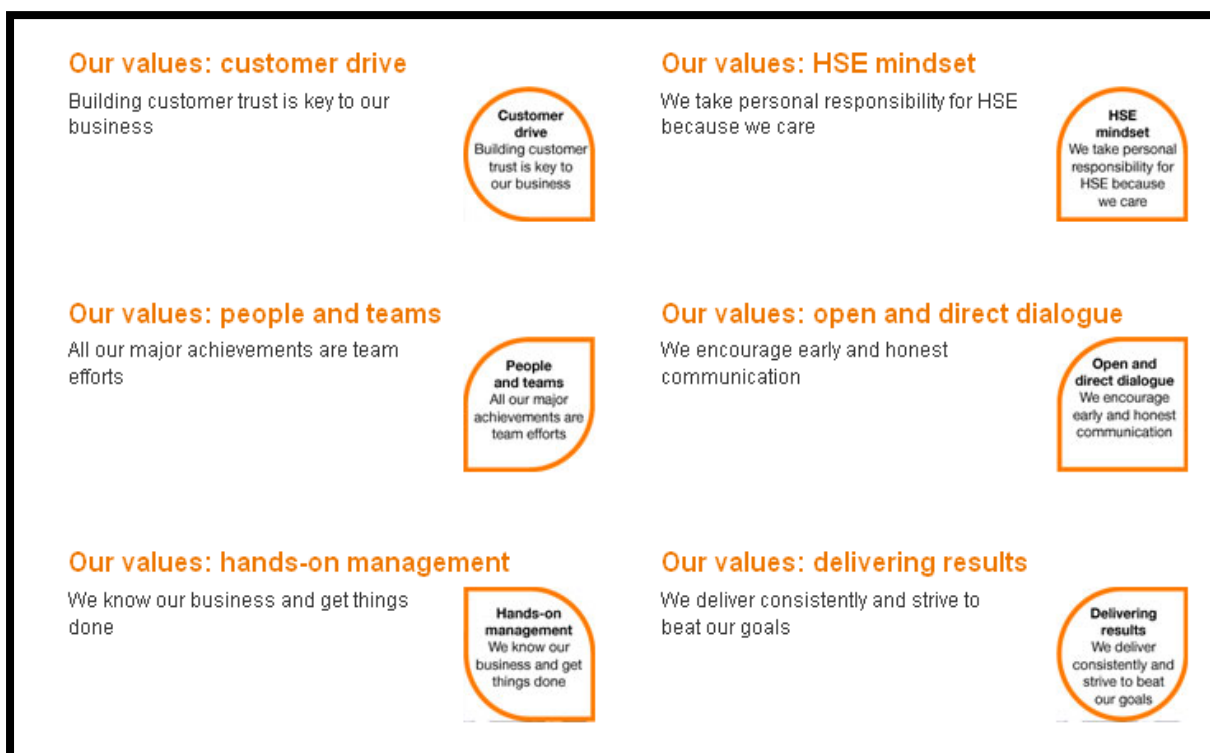 Our values: customer drive
Building customer trust is key to our
business
Customer
drive
Building customer
trust is key to
our business
Our values: HSE mindset
We take personal responsibility for HSE
because we care
HSE
mindset
We take personal
responsibility for
HSE because
we care
Our values: people and teams
All our major achievements are team
efforts
People
and teams
All our major
achievements are
team efforts
Our values: open and direct dialogue
We encourage early and honest
communication
Open and
direct dialogue
We encourage
early and honest
communication
Our values: hands-on management
We know our business and get things
done
Hands-on
management
We know our
business and get
things done
Our values: delivering results
We deliver consistently and strive to
beat our goals
Delivering
results
We deliver
consistently and
strive to beat
our goals